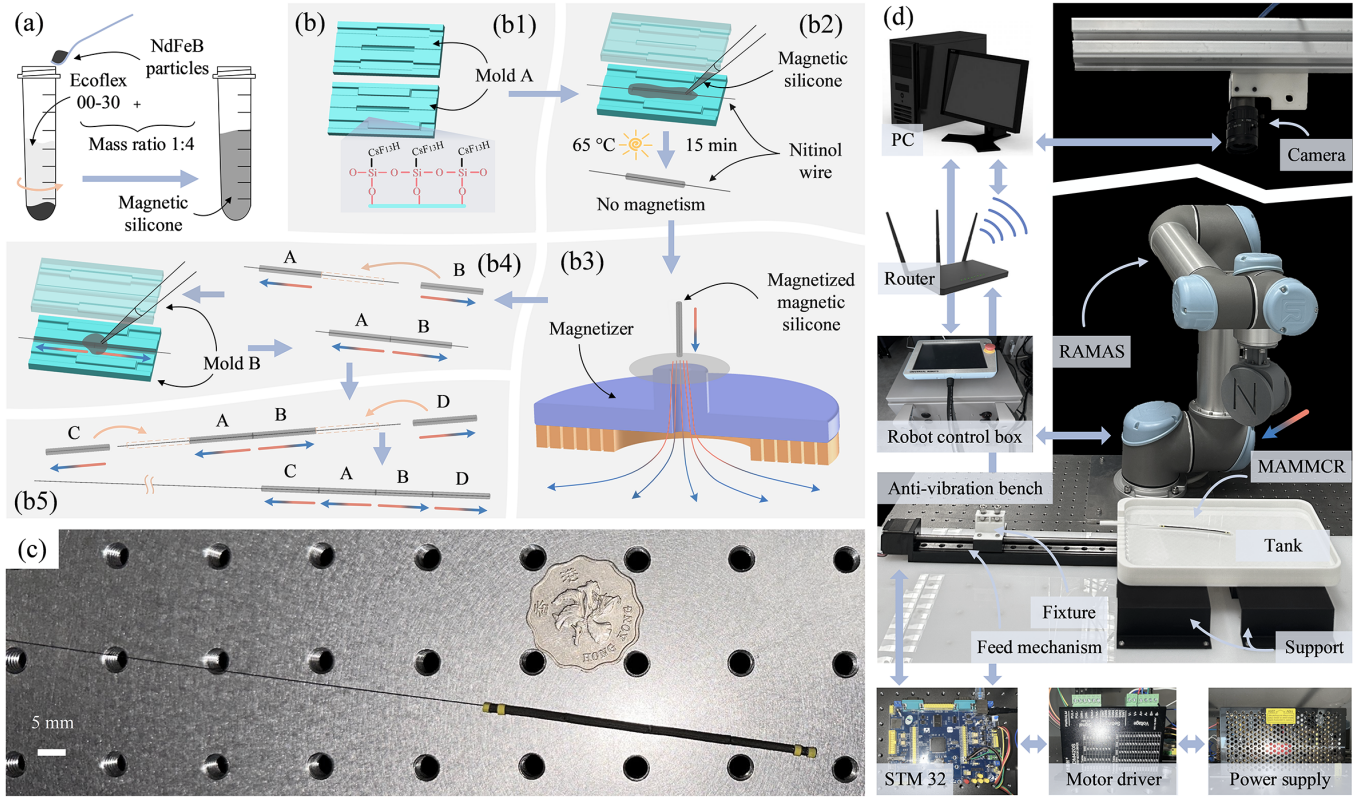 (a)
NdFeB
particles
Ecoflex
00-30 +
Mass ratio 1:4
Magnetic
silicone
(b)
(b1)
Mold A
C8F13H C8F13H C8F13H
O Si O Si O Si O
O O O
(b2)
Magnetic
silicone
65 °C 15 min
Nitinol
wire
No magnetism
(b3)
Magnetized
magnetic
silicone
Magnetizer
(b4)
A
B
A B
Mold B
(b5)
C A B D
C A B D
(c)
HONG KONG
5 mm
(d)
PC
Camera
Router
RAMAS
Robot control box
N
MAMMCR
Anti-vibration bench
Tank
Fixture
Feed mechanism
Support
STM 32
Motor driver
Power supply